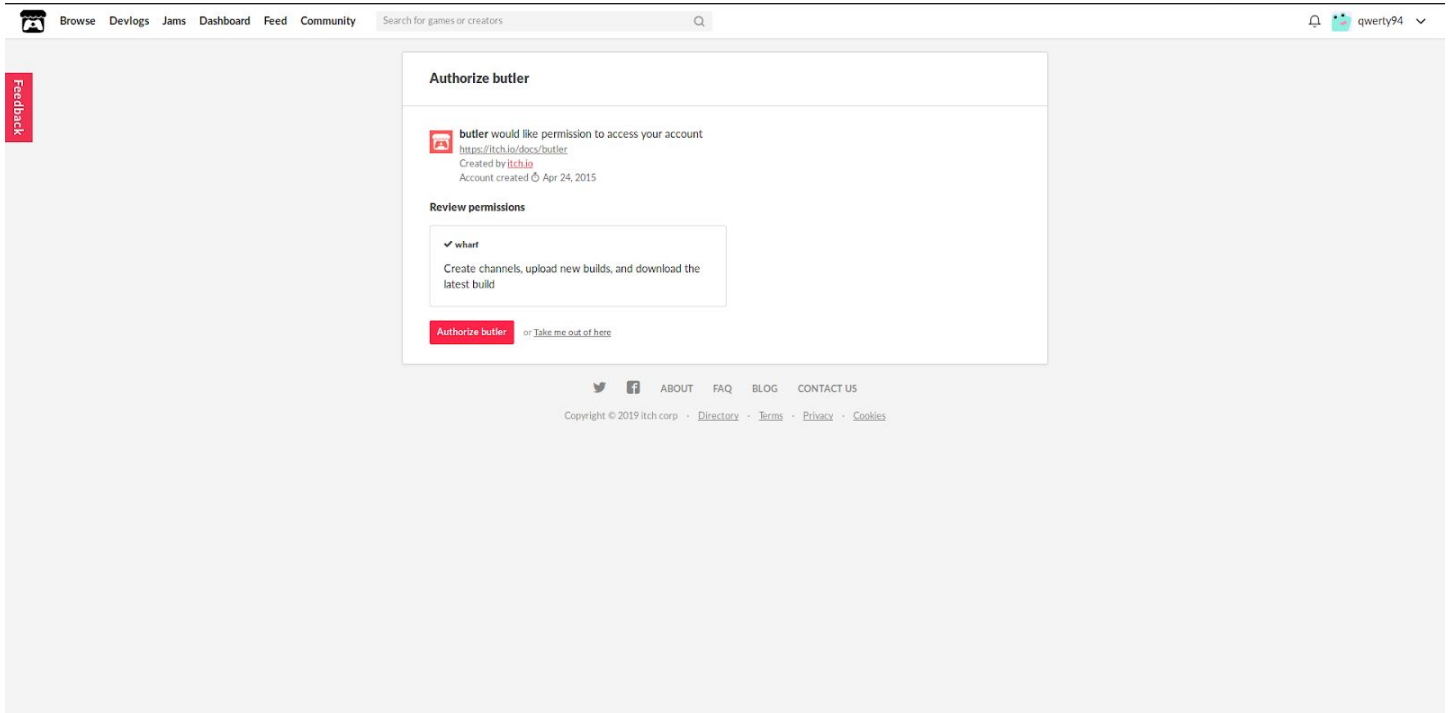 Browse Devlogs Jams Dashboard Feed Community Search for games or creators qwerty94
Feedback
Authorize butler
butler would like permission to access your account
https://itch.io/docs/butler
Created by itch.io
Account created Apr 24, 2015
Review permissions
wharf
Create channels, upload new builds, and download the
latest build
Authorize butler or Take me out of here
ABOUT FAQ BLOG CONTACT US
Copyright © 2019 itch corp · Directory · Terms · Privacy · Cookies